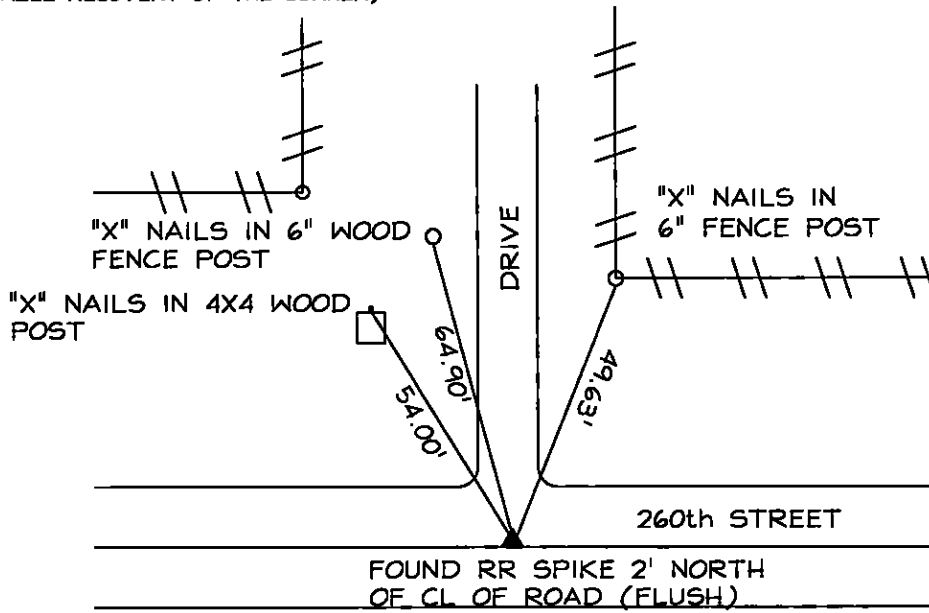 "X" NAILS IN 6" WOOD
FENCE POST
"X" NAILS IN 4X4 WOOD
POST
DRIVE
"X" NAILS IN
6" FENCE POST
64.90'
54.00'
49.63'
260th STREET
FOUND RR SPIKE 2' NORTH
OF CL OF ROAD (FLUSH)